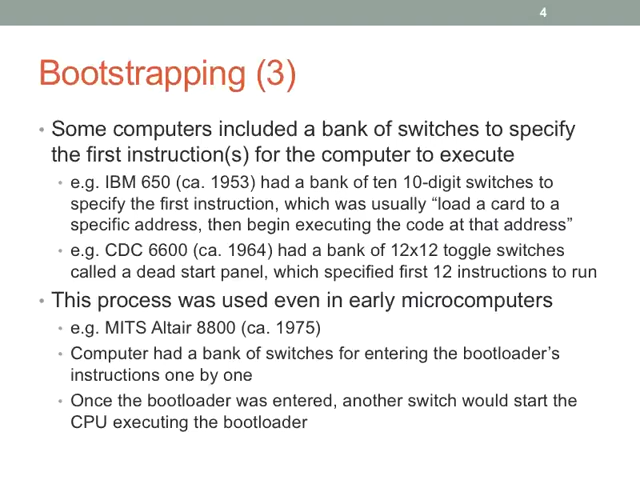 4
Bootstrapping (3)
• Some computers included a bank of switches to specify
the first instruction(s) for the computer to execute
• e.g. IBM 650 (ca. 1953) had a bank of ten 10-digit switches to
specify the first instruction, which was usually “load a card to a
specific address, then begin executing the code at that address”
• e.g. CDC 6600 (ca. 1964) had a bank of 12x12 toggle switches
called a dead start panel, which specified first 12 instructions to run
• This process was used even in early microcomputers
• e.g. MITS Altair 8800 (ca. 1975)
• Computer had a bank of switches for entering the bootloader’s
instructions one by one
• Once the bootloader was entered, another switch would start the
CPU executing the bootloader